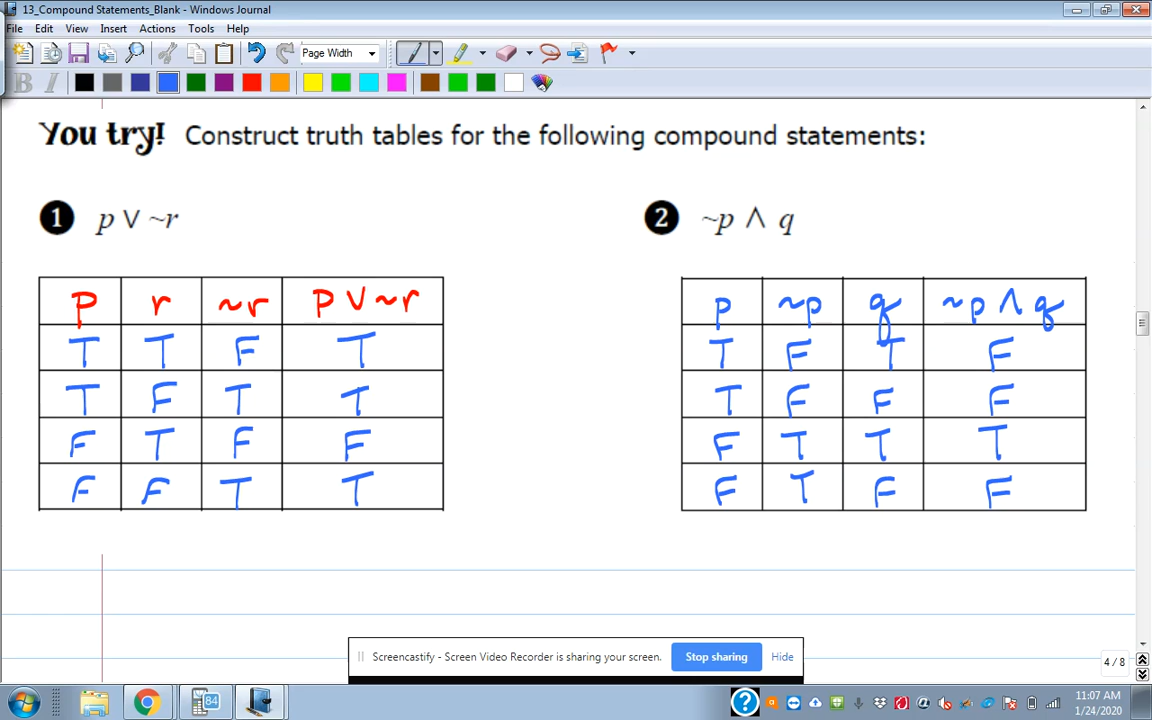 13_Compound Statements_Blank - Windows Journal
File Edit View Insert Actions Tools Help
Page Width
B I
You try! Construct truth tables for the following compound statements:
1 p ∨ ~r
2 ~p ∧ q
p r ~r p ∨ ~r
T T F T
T F T T
F T F F
F F T T
p ~p q ~p ∧ q
T F T F
T F F F
F T T T
F T F F
Screencastify - Screen Video Recorder is sharing your screen. Stop sharing Hide
4 / 8
84
11:07 AM
1/24/2020